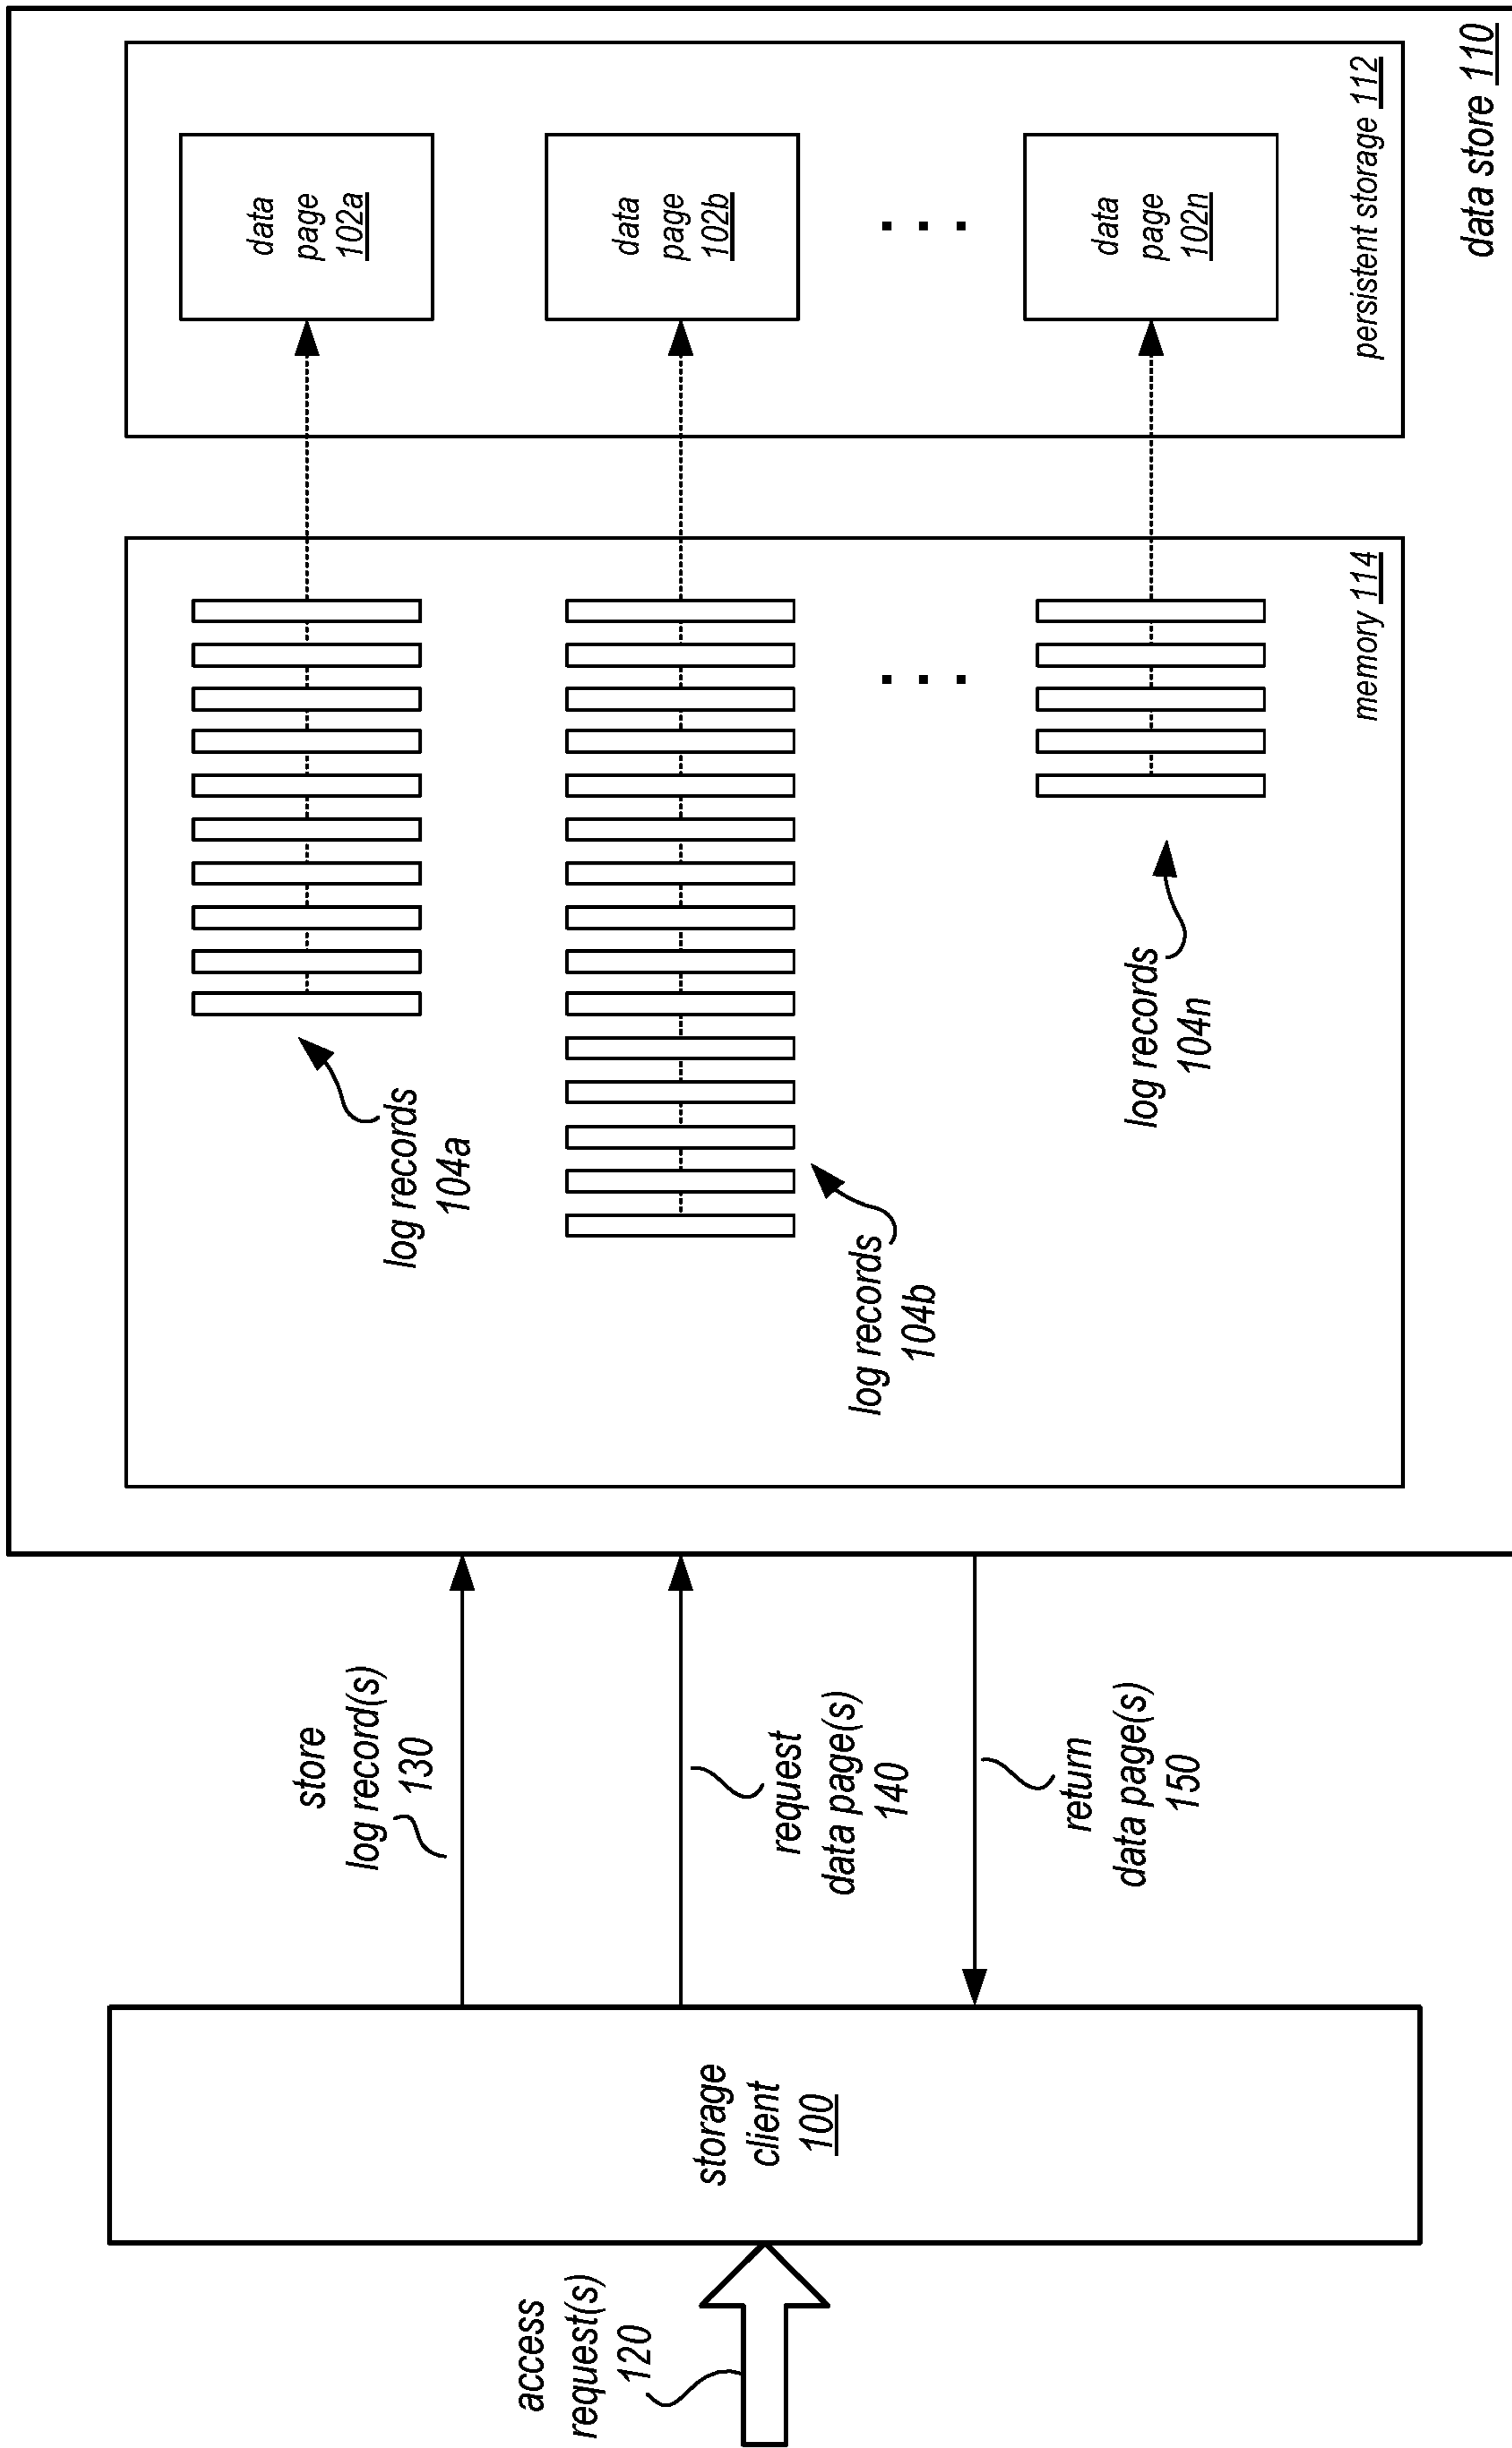 access
request(s)
120
storage
client
100
store
log record(s)
130
request
data page(s)
140
return
data page(s)
150
log records
104a
log records
104b
log records
104n
memory 114
data
page
102a
data
page
102b
data
page
102n
persistent storage 112
data store 110